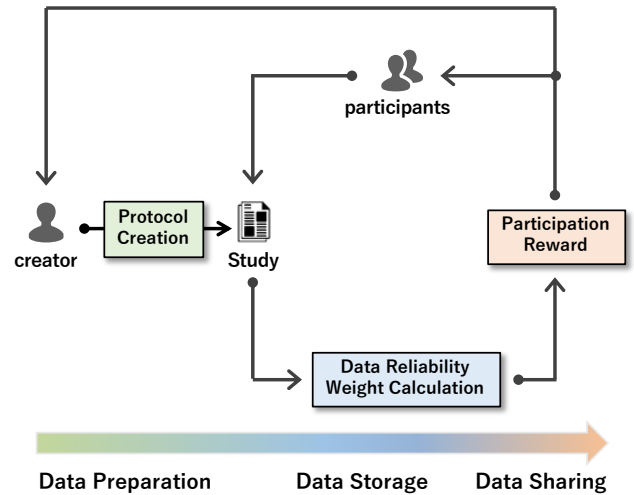 participants
Protocol
Creation
creator
Study
Participation
Reward
Data Reliability
Weight Calculation
Data Preparation
Data Storage
Data Sharing